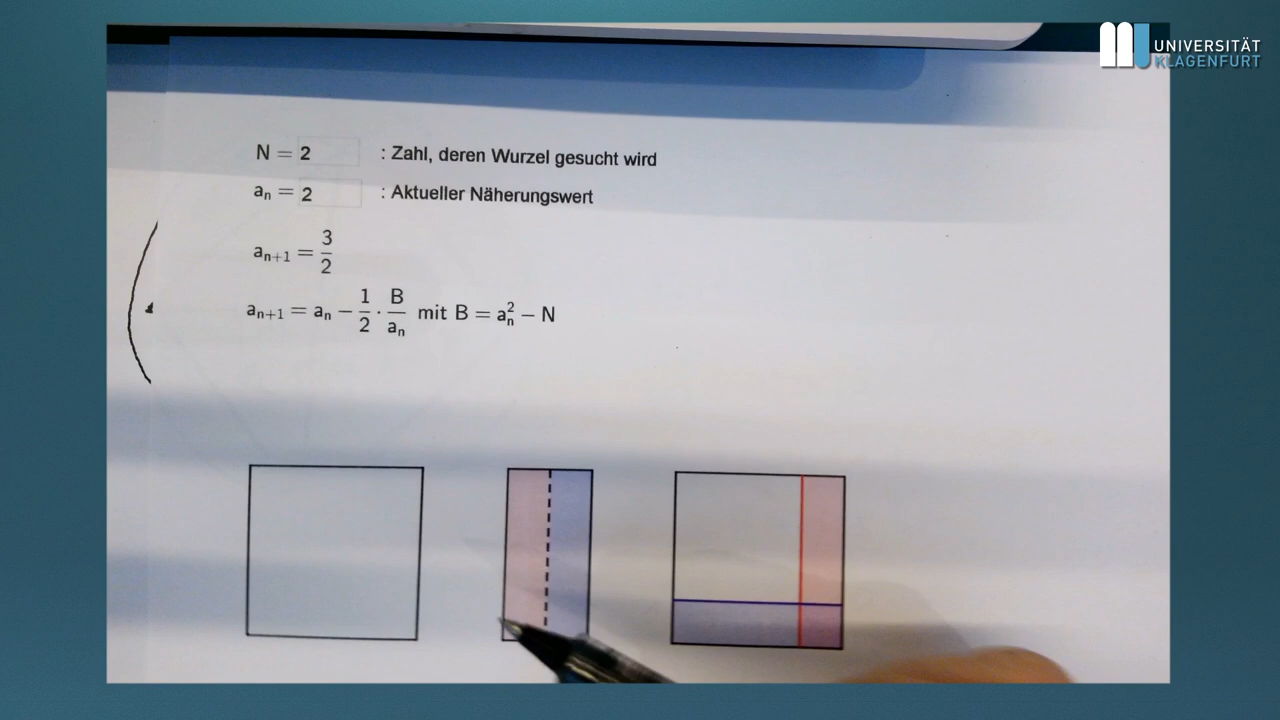 UNIVERSITÄT
KLAGENFURT
N = 2 : Zahl, deren Wurzel gesucht wird
aₙ = 2 : Aktueller Näherungswert
aₙ₊₁ = 3/2
aₙ₊₁ = aₙ − 1/2 · B/aₙ mit B = aₙ² − N